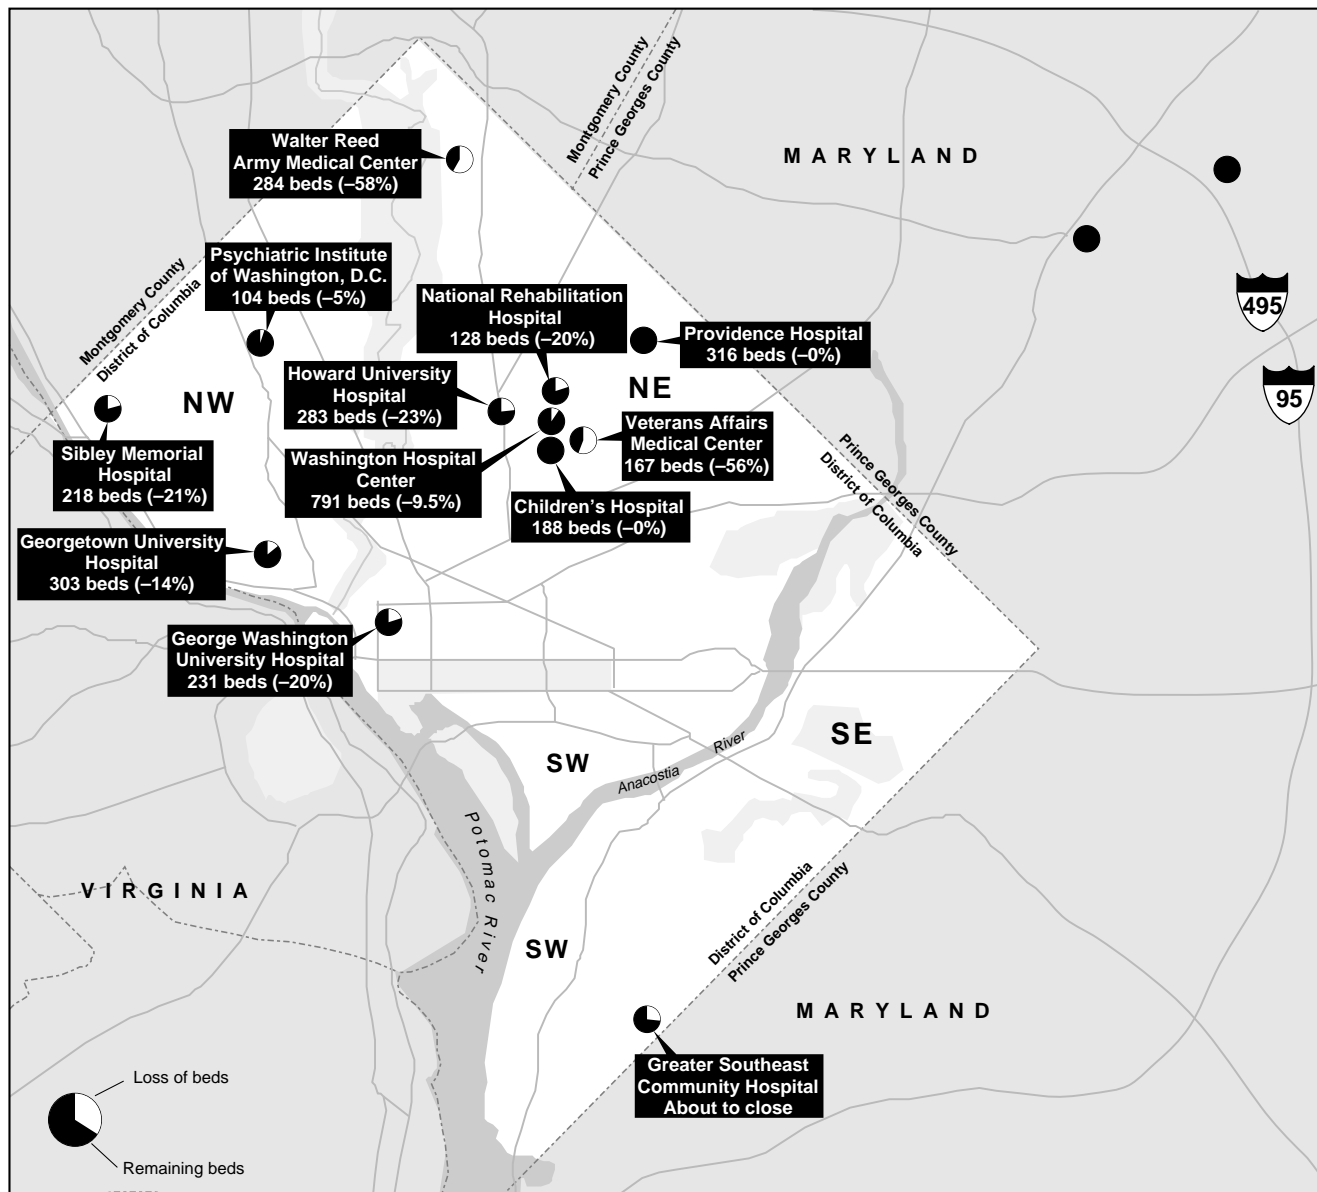 Montgomery County
Prince Georges County
MARYLAND
Walter Reed
Army Medical Center
284 beds (–58%)
Psychiatric Institute
of Washington, D.C.
104 beds (–5%)
Montgomery County
District of Columbia
National Rehabilitation
Hospital
128 beds (–20%)
Providence Hospital
316 beds (–0%)
495
95
Howard University
Hospital
283 beds (–23%)
NW
NE
Veterans Affairs
Medical Center
167 beds (–56%)
Sibley Memorial
Hospital
218 beds (–21%)
Washington Hospital
Center
791 beds (–9.5%)
Children’s Hospital
188 beds (–0%)
Prince Georges County
District of Columbia
Georgetown University
Hospital
303 beds (–14%)
George Washington
University Hospital
231 beds (–20%)
SE
SW
Anacostia River
Potomac River
VIRGINIA
SW
District of Columbia
Prince Georges County
MARYLAND
Greater Southeast
Community Hospital
About to close
Loss of beds
Remaining beds